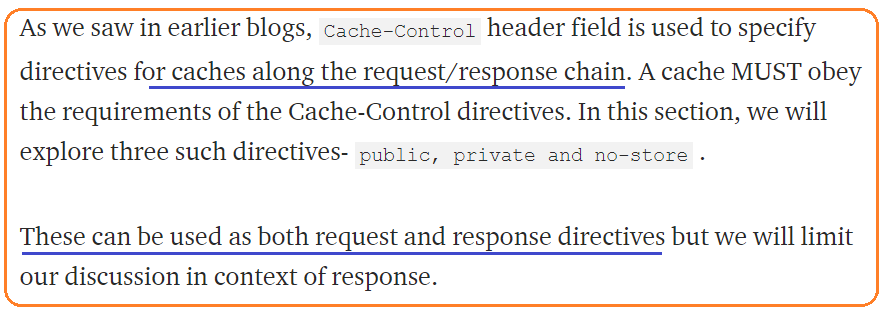 As we saw in earlier blogs, Cache-Control header field is used to specify
directives for caches along the request/response chain. A cache MUST obey
the requirements of the Cache-Control directives. In this section, we will
explore three such directives- public, private and no-store .
These can be used as both request and response directives but we will limit
our discussion in context of response.